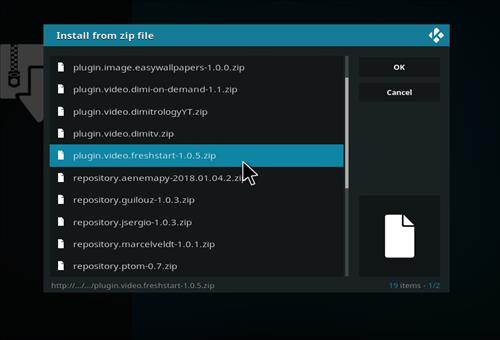 Install from zip file
plugin.image.easywallpapers-1.0.0.zip
plugin.video.dimi-on-demand-1.1.zip
plugin.video.dimitrologyYT.zip
plugin.video.dimitv.zip
plugin.video.freshstart-1.0.5.zip
repository.aenemapy-2018.01.04.2.zip
repository.guilouz-1.0.3.zip
repository.jsergio-1.0.3.zip
repository.marcelveldt-1.0.1.zip
repository.ptom-0.7.zip
OK
Cancel
http://.../.../plugin.video.freshstart-1.0.5.zip
19 items - 1/2